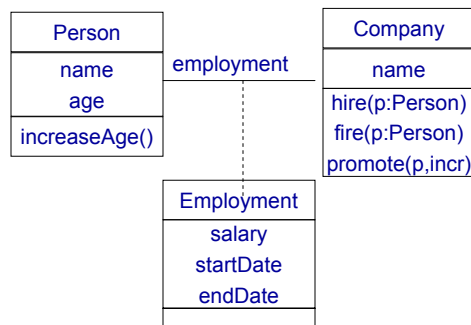 Person
name
age
increaseAge()
employment
Company
name
hire(p:Person)
fire(p:Person)
promote(p,incr)
Employment
salary
startDate
endDate